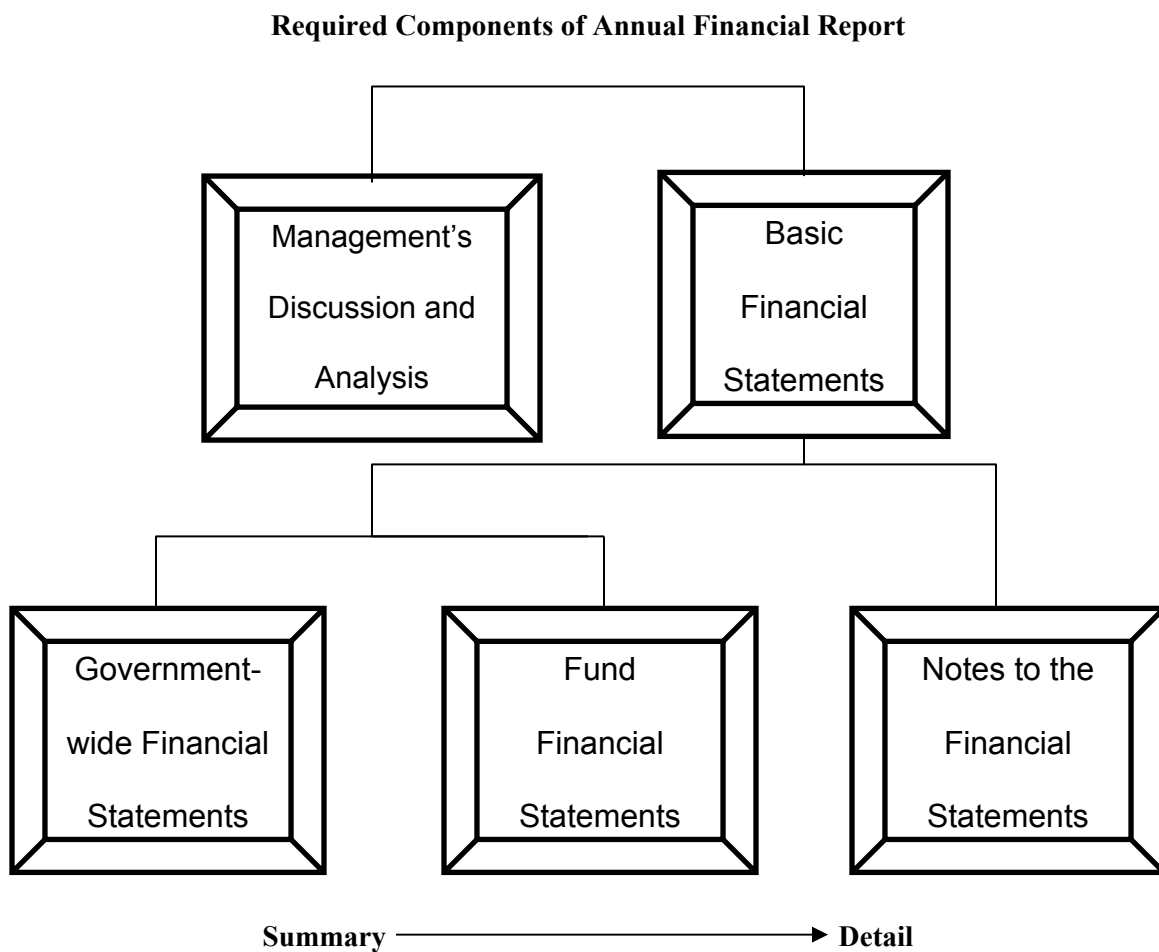 Required Components of Annual Financial Report
Management’s
Discussion and
Analysis
Basic
Financial
Statements
Government-
wide Financial
Statements
Fund
Financial
Statements
Notes to the
Financial
Statements
Summary
Detail